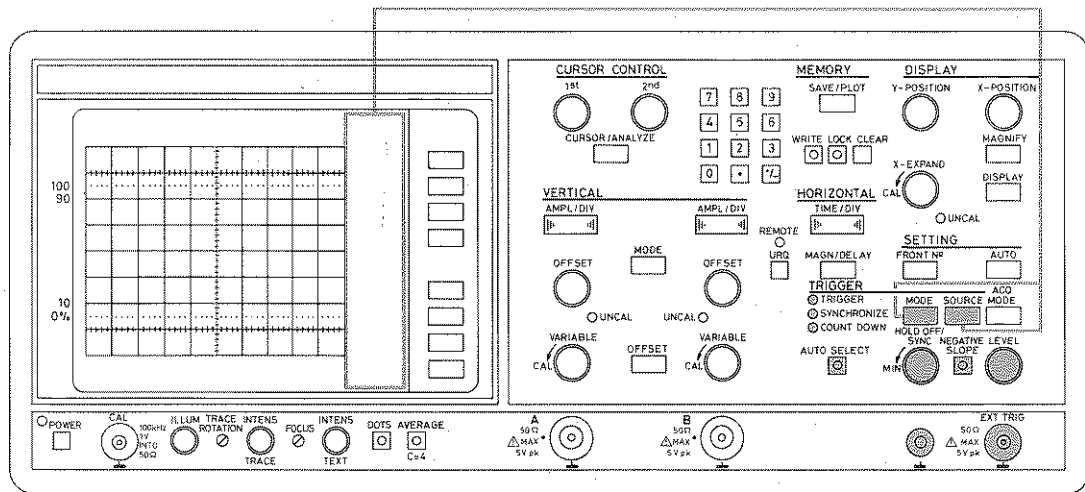 CURSOR CONTROL
1st
2nd
CURSOR/ANALYZE
7 8 9
4 5 6
1 2 3
0 • +/-
MEMORY
SAVE/PLOT
WRITE LOCK CLEAR
DISPLAY
Y-POSITION
X-POSITION
MAGNIFY
X-EXPAND
CAL
DISPLAY
UNCAL
100
90
10
0%
VERTICAL
AMPL/DIV
AMPL/DIV
MODE
OFFSET
OFFSET
UNCAL
UNCAL
VARIABLE
CAL
OFFSET
VARIABLE
CAL
REMOTE
URQ
HORIZONTAL
TIME/DIV
MAGN/DELAY
SETTING
FRONT Nº
AUTO
TRIGGER
TRIGGER
SYNCHRONIZE
COUNT DOWN
MODE
SOURCE
ACQ
MODE
AUTO SELECT
HOLD OFF/
SYNC
MIN
NEGATIVE
SLOPE
LEVEL
POWER
CAL
100kHz
1V
INTO
50Ω
ILLUM
TRACE
ROTATION
INTENS
TRACE
FOCUS
INTENS
TEXT
DOTS
AVERAGE
C=4
A
50Ω
MAX
5V pk
B
50Ω
MAX
5V pk
EXT TRIG
50Ω
MAX
5V pk